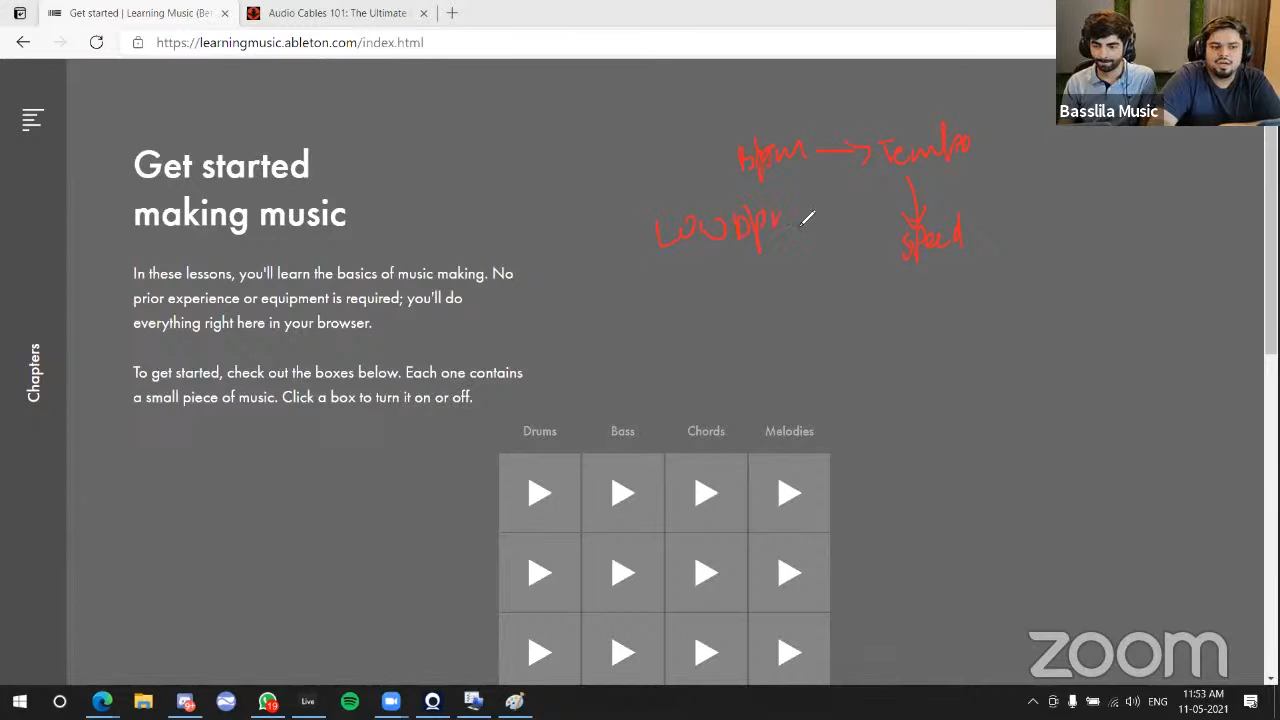 Get started | Learning Music (Be
Audio Cables 101: The Ultimate
https://learningmusic.ableton.com/index.html
Basslila Music
Get started
making music
Bpm → Tempo
Low Bpm
speed
In these lessons, you'll learn the basics of music making. No
prior experience or equipment is required; you'll do
everything right here in your browser.
To get started, check out the boxes below. Each one contains
a small piece of music. Click a box to turn it on or off.
Chapters
Drums Bass Chords Melodies
zoom
19
Live
ENG
11:53 AM
11-05-2021